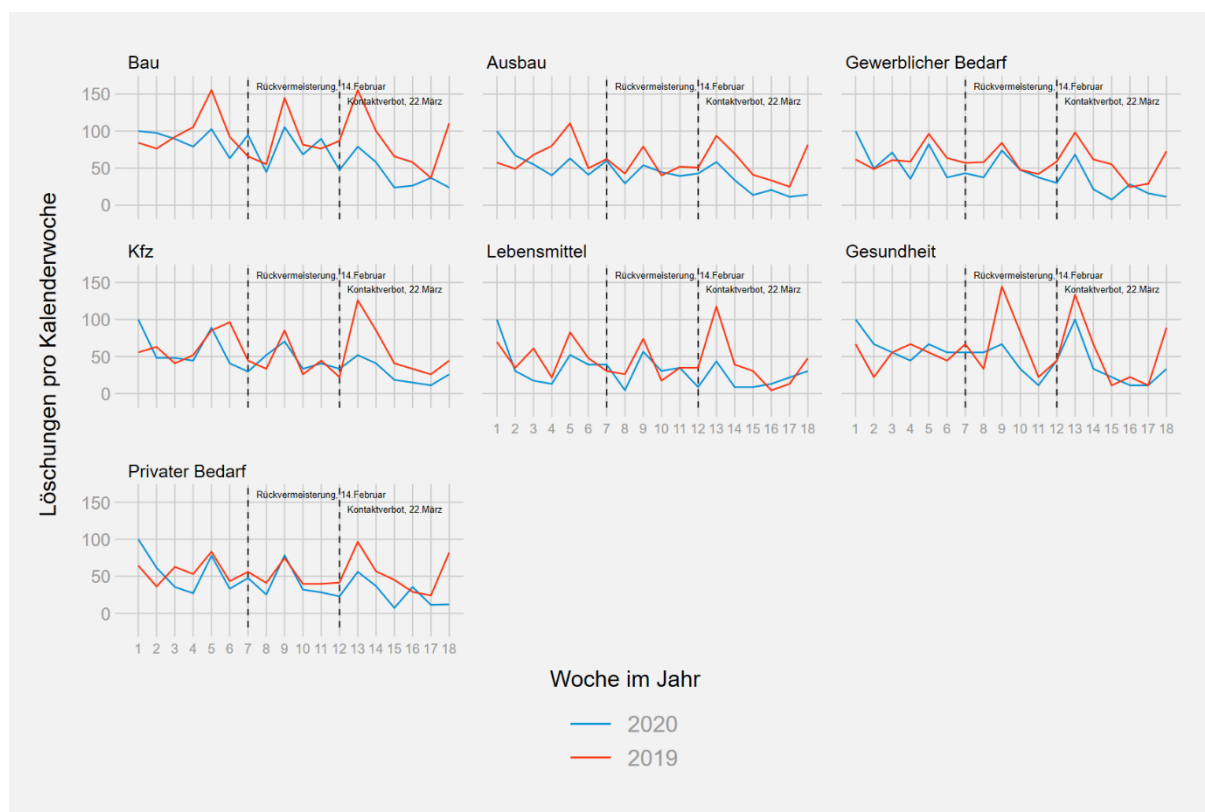 Löschungen pro Kalenderwoche
Bau
Ausbau
Gewerblicher Bedarf
150
100
50
0
Rückvermeisterung, 14.Februar
Kontaktverbot, 22.März
Rückvermeisterung, 14.Februar
Kontaktverbot, 22.März
Rückvermeisterung, 14.Februar
Kontaktverbot, 22.März
Kfz
Lebensmittel
Gesundheit
150
100
50
0
Rückvermeisterung, 14.Februar
Kontaktverbot, 22.März
Rückvermeisterung, 14.Februar
Kontaktverbot, 22.März
Rückvermeisterung, 14.Februar
Kontaktverbot, 22.März
1 2 3 4 5 6 7 8 9 10 11 12 13 14 15 16 17 18
1 2 3 4 5 6 7 8 9 10 11 12 13 14 15 16 17 18
Privater Bedarf
150
100
50
0
Rückvermeisterung, 14.Februar
Kontaktverbot, 22.März
1 2 3 4 5 6 7 8 9 10 11 12 13 14 15 16 17 18
Woche im Jahr
2020
2019